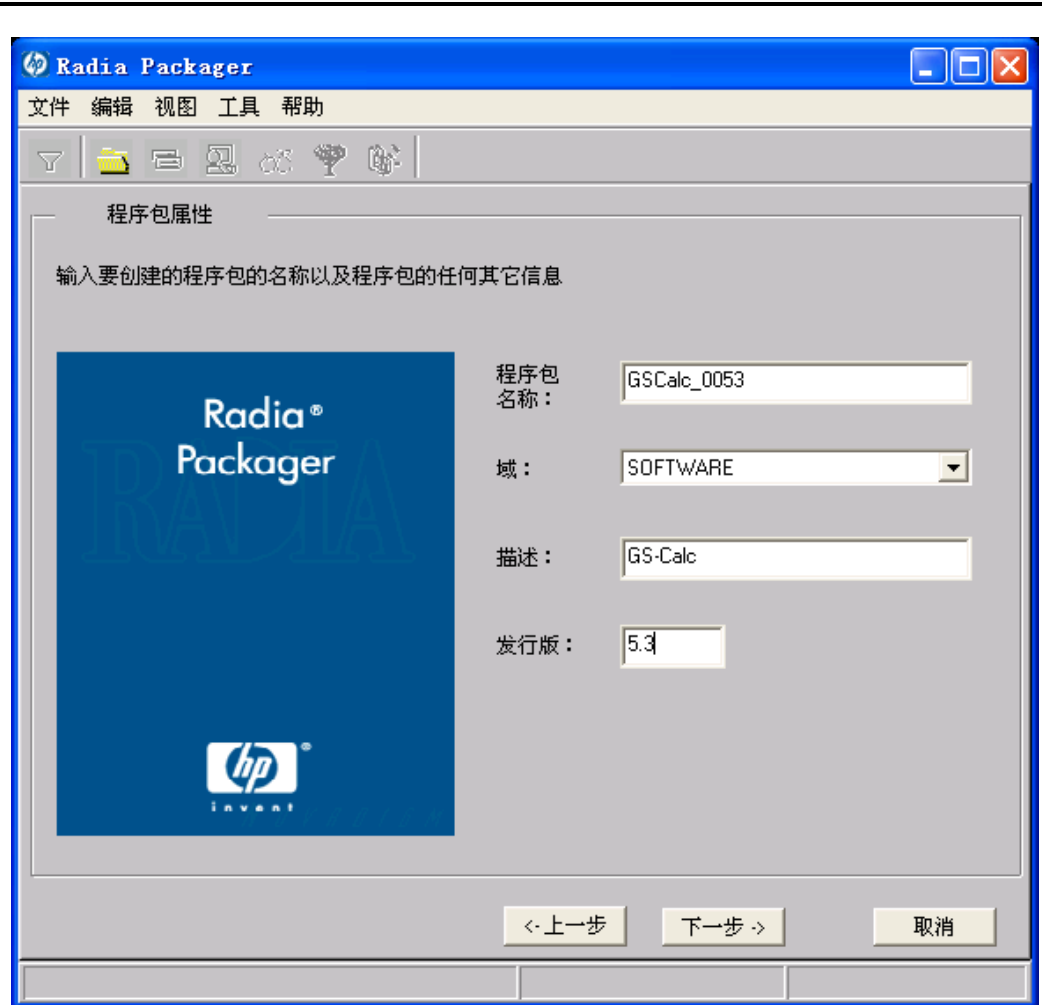 Radia Packager
文件 编辑 视图 工具 帮助
程序包属性
输入要创建的程序包的名称以及程序包的任何其它信息
Radia®
Packager
RADIA
hp®
invent
程序包
名称：
GSCalc_0053
域：
SOFTWARE
描述：
GS-Calc
发行版：
5.3
<-上一步
下一步->
取消